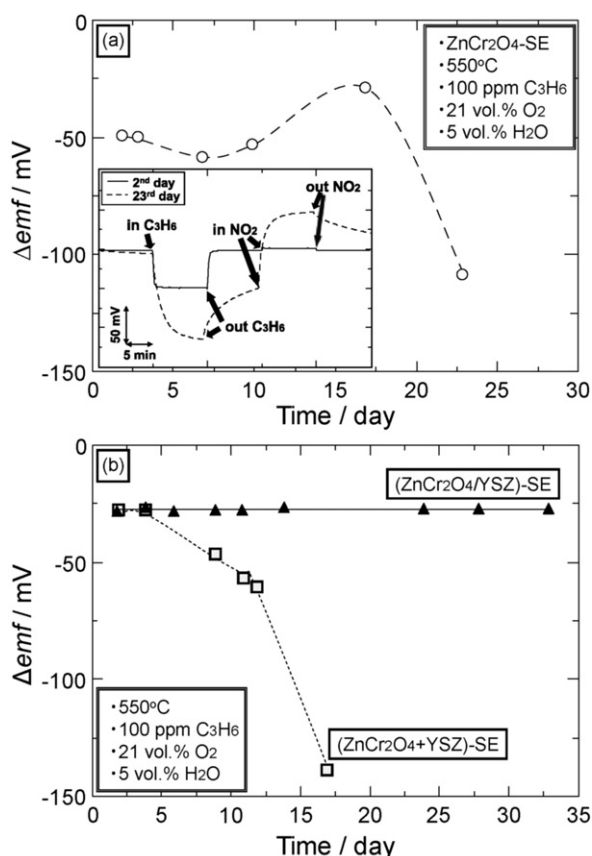 (a)
·ZnCr₂O₄-SE
·550°C
·100 ppm C₃H₆
·21 vol.% O₂
·5 vol.% H₂O
0
-50
-100
-150
Δemf / mV
2ⁿᵈ day
23ʳᵈ day
out NO₂
in C₃H₆
in NO₂
out C₃H₆
50 mV
5 min
0 5 10 15 20 25 30
Time / day
(b)
0
-50
-100
-150
Δemf / mV
(ZnCr₂O₄/YSZ)-SE
·550°C
·100 ppm C₃H₆
·21 vol.% O₂
·5 vol.% H₂O
(ZnCr₂O₄+YSZ)-SE
0 5 10 15 20 25 30 35
Time / day